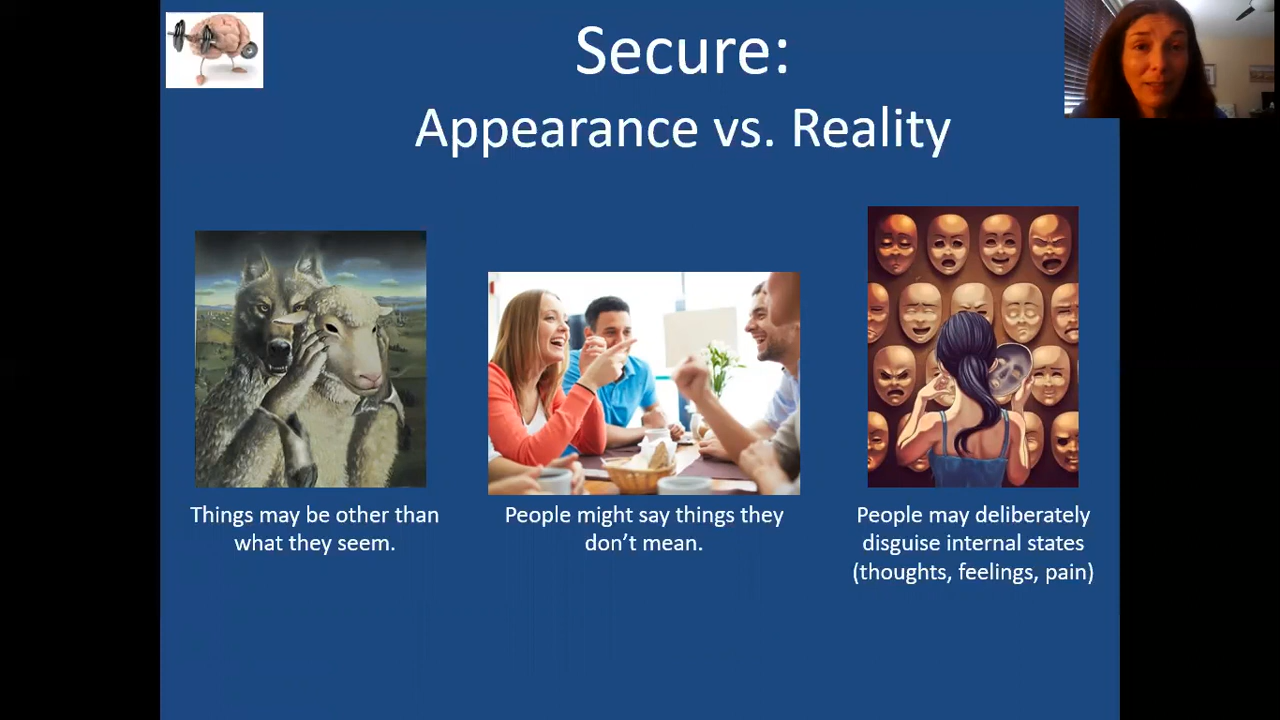 Secure:
Appearance vs. Reality
Things may be other than
what they seem.
People might say things they
don't mean.
People may deliberately
disguise internal states
(thoughts, feelings, pain)